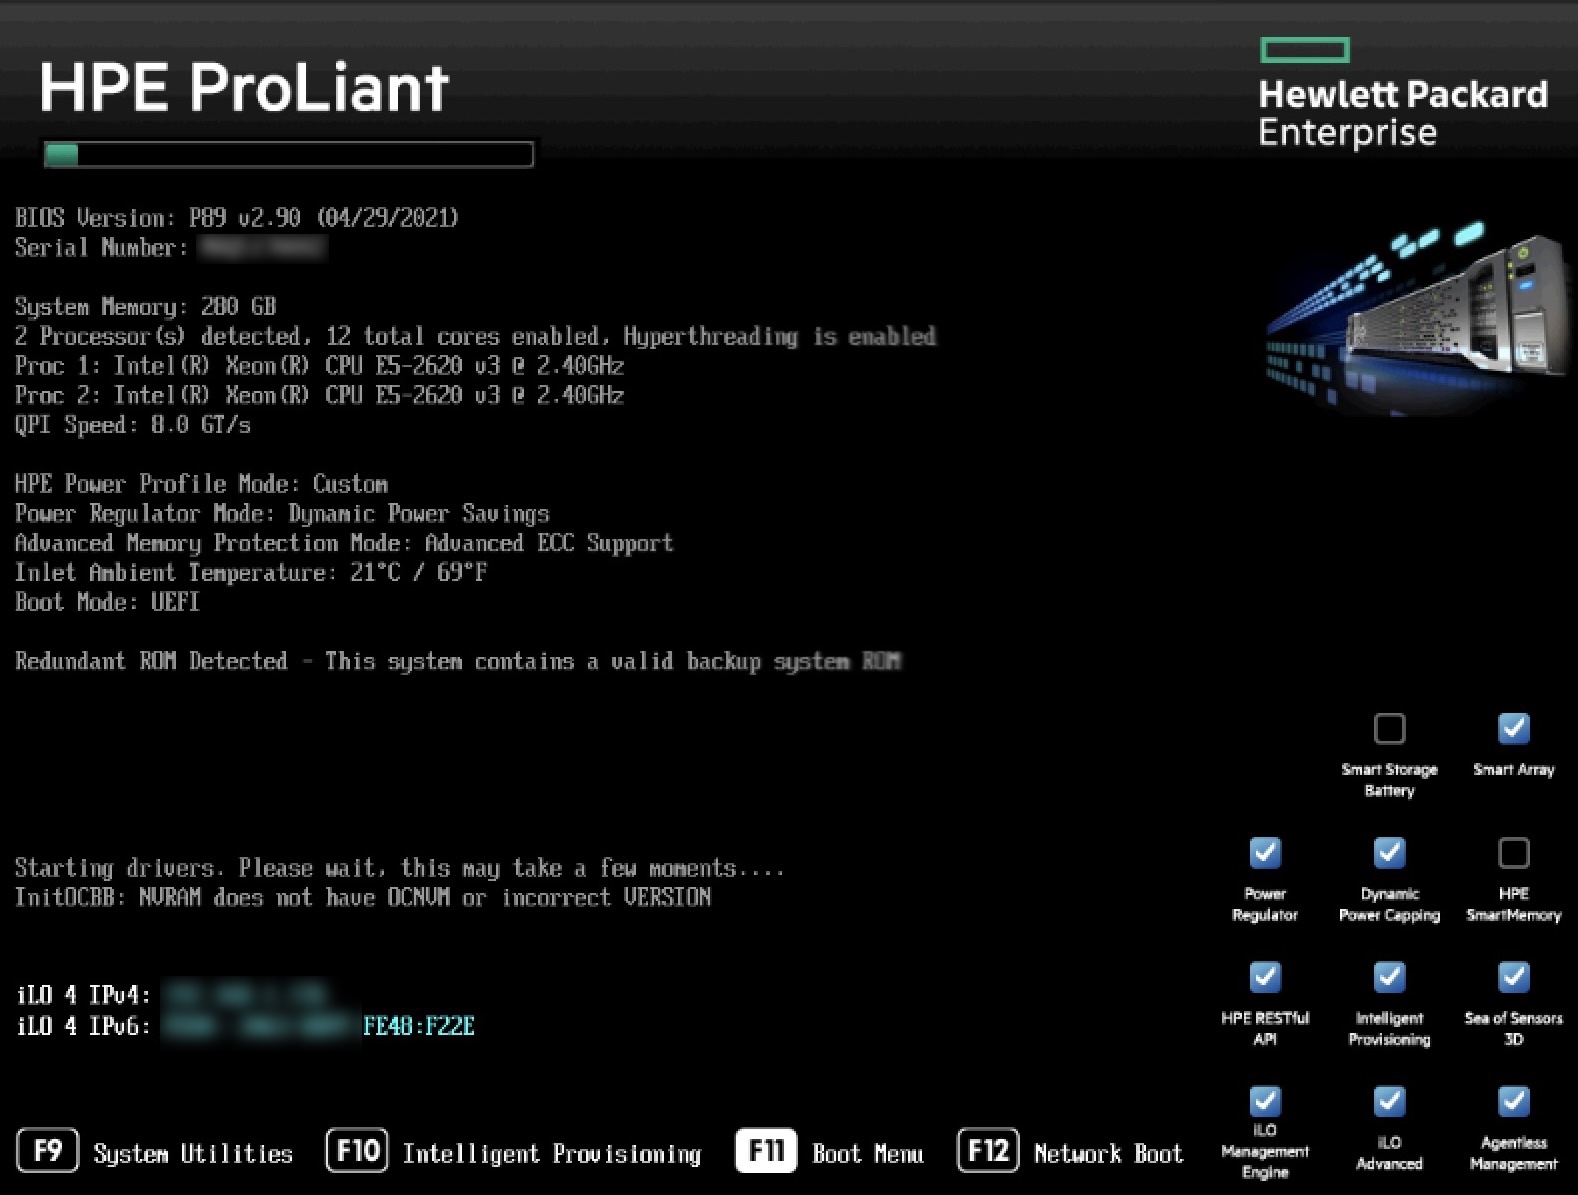 HPE ProLiant
Hewlett Packard
Enterprise
BIOS Version: P89 v2.90 (04/29/2021)
Serial Number:
System Memory: 280 GB
2 Processor(s) detected, 12 total cores enabled, Hyperthreading is enabled
Proc 1: Intel(R) Xeon(R) CPU E5-2620 v3 @ 2.40GHz
Proc 2: Intel(R) Xeon(R) CPU E5-2620 v3 @ 2.40GHz
QPI Speed: 8.0 GT/s
HPE Power Profile Mode: Custom
Power Regulator Mode: Dynamic Power Savings
Advanced Memory Protection Mode: Advanced ECC Support
Inlet Ambient Temperature: 21°C / 69°F
Boot Mode: UEFI
Redundant ROM Detected - This system contains a valid backup system ROM
Smart Storage
Battery
Smart Array
Starting drivers. Please wait, this may take a few moments....
InitOCBB: NVRAM does not have OCNVM or incorrect VERSION
Power
Regulator
Dynamic
Power Capping
HPE
SmartMemory
iLO 4 IPv4:
iLO 4 IPv6: FE48:F22E
HPE RESTful
API
Intelligent
Provisioning
Sea of Sensors
3D
iLO
Management
Engine
iLO
Advanced
Agentless
Management
F9 System Utilities F10 Intelligent Provisioning F11 Boot Menu F12 Network Boot